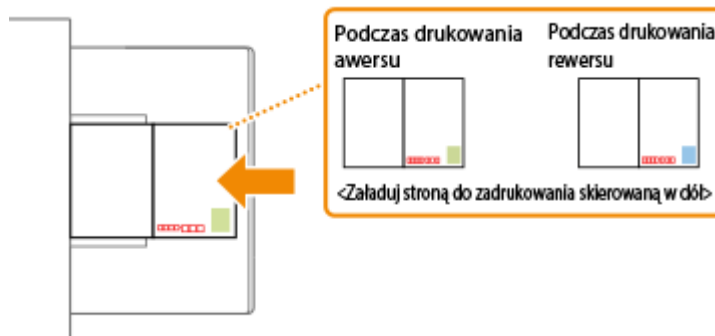 Podczas drukowania awersu
Podczas drukowania rewersu
<Załaduj stroną do zadrukowania skierowaną w dół>